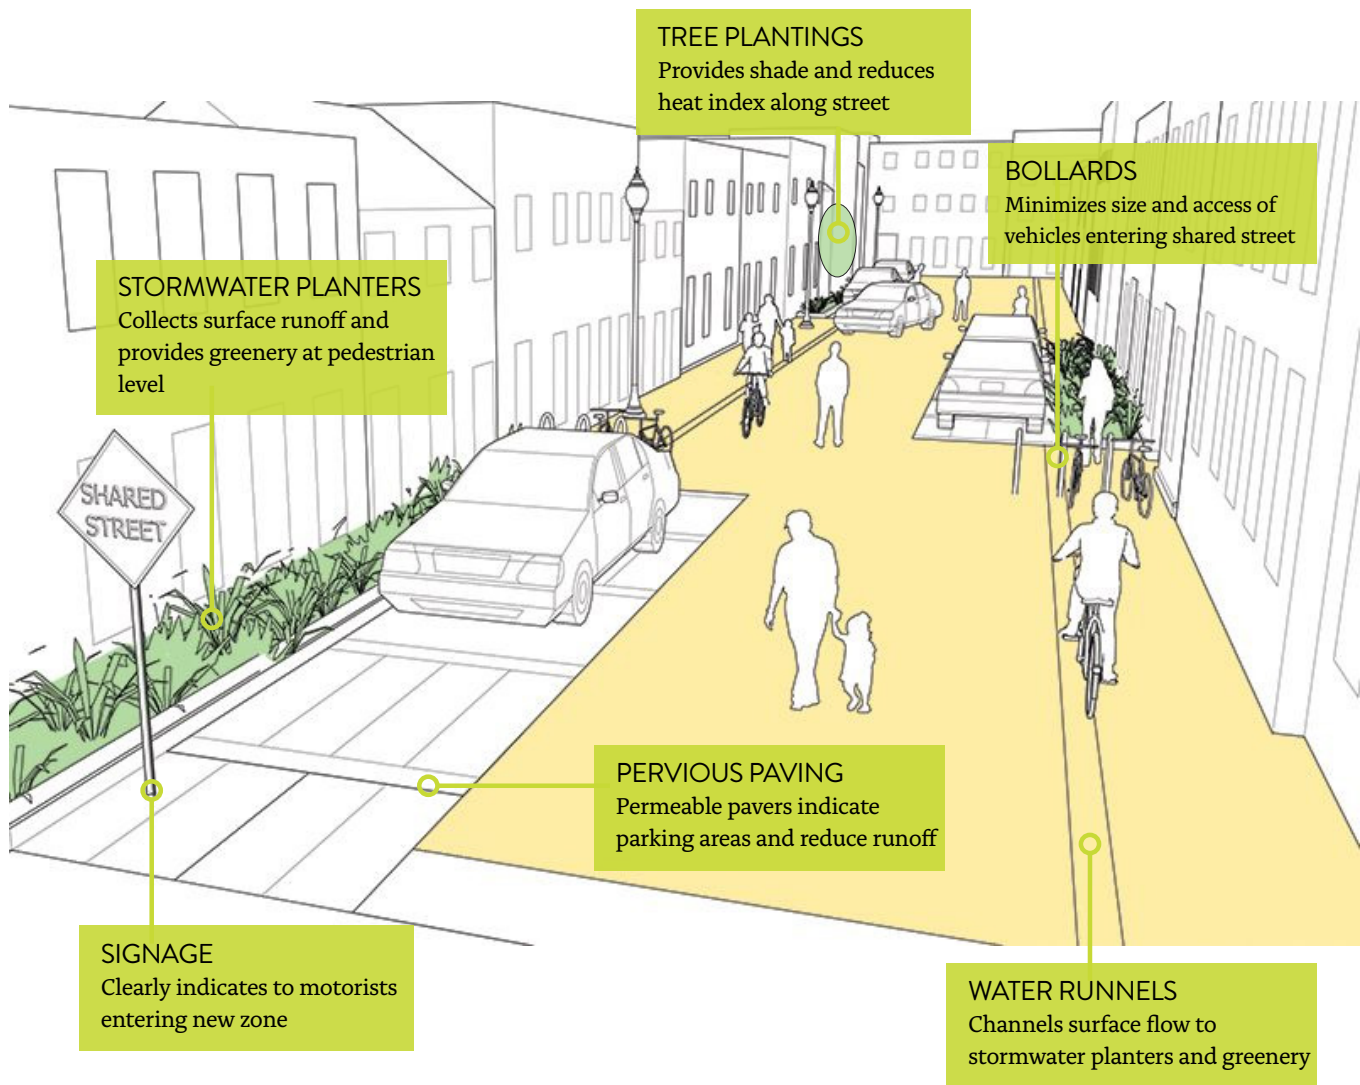 TREE PLANTINGS
Provides shade and reduces
heat index along street
BOLLARDS
Minimizes size and access of
vehicles entering shared street
STORMWATER PLANTERS
Collects surface runoff and
provides greenery at pedestrian
level
SHARED
STREET
PERVIOUS PAVING
Permeable pavers indicate
parking areas and reduce runoff
SIGNAGE
Clearly indicates to motorists
entering new zone
WATER RUNNELS
Channels surface flow to
stormwater planters and greenery